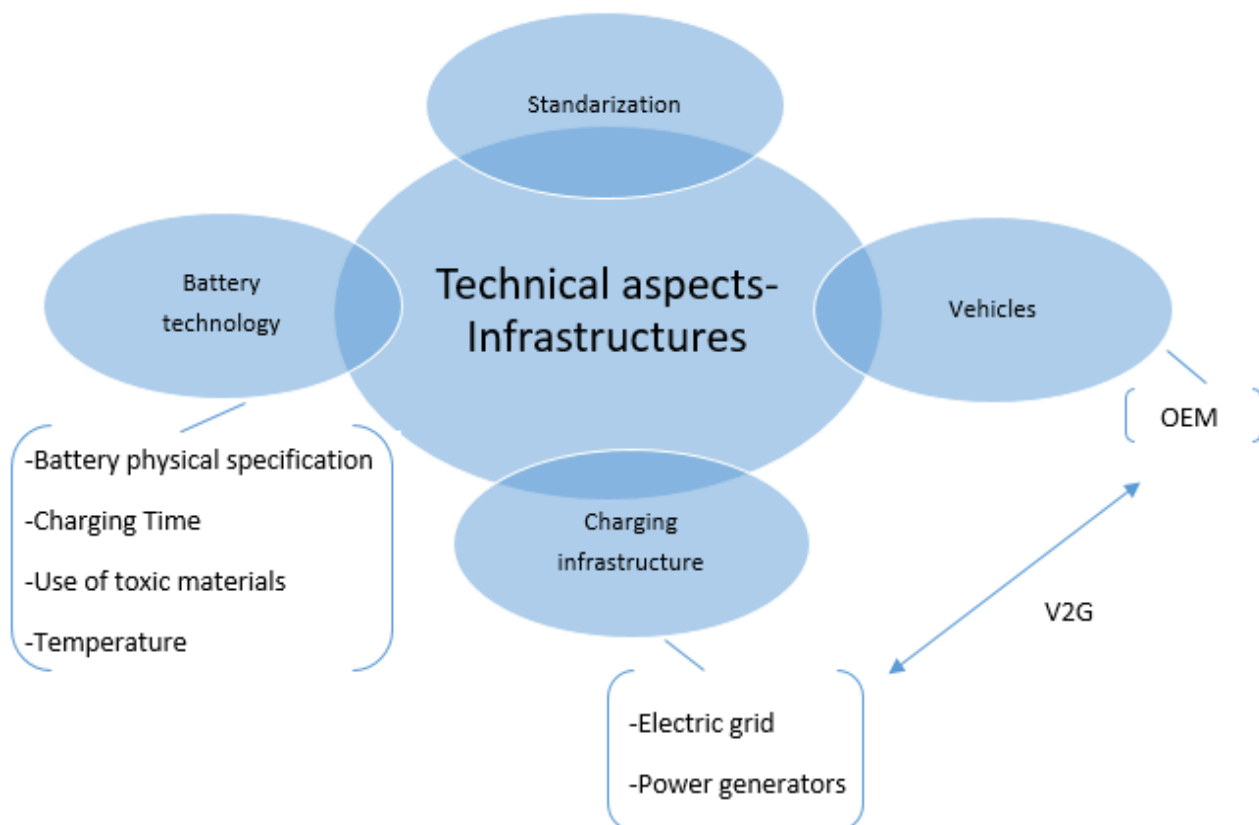 Standarization
Technical aspects-
Infrastructures
Battery
technology
Vehicles
OEM
-Battery physical specification
-Charging Time
-Use of toxic materials
-Temperature
Charging
infrastructure
V2G
-Electric grid
-Power generators